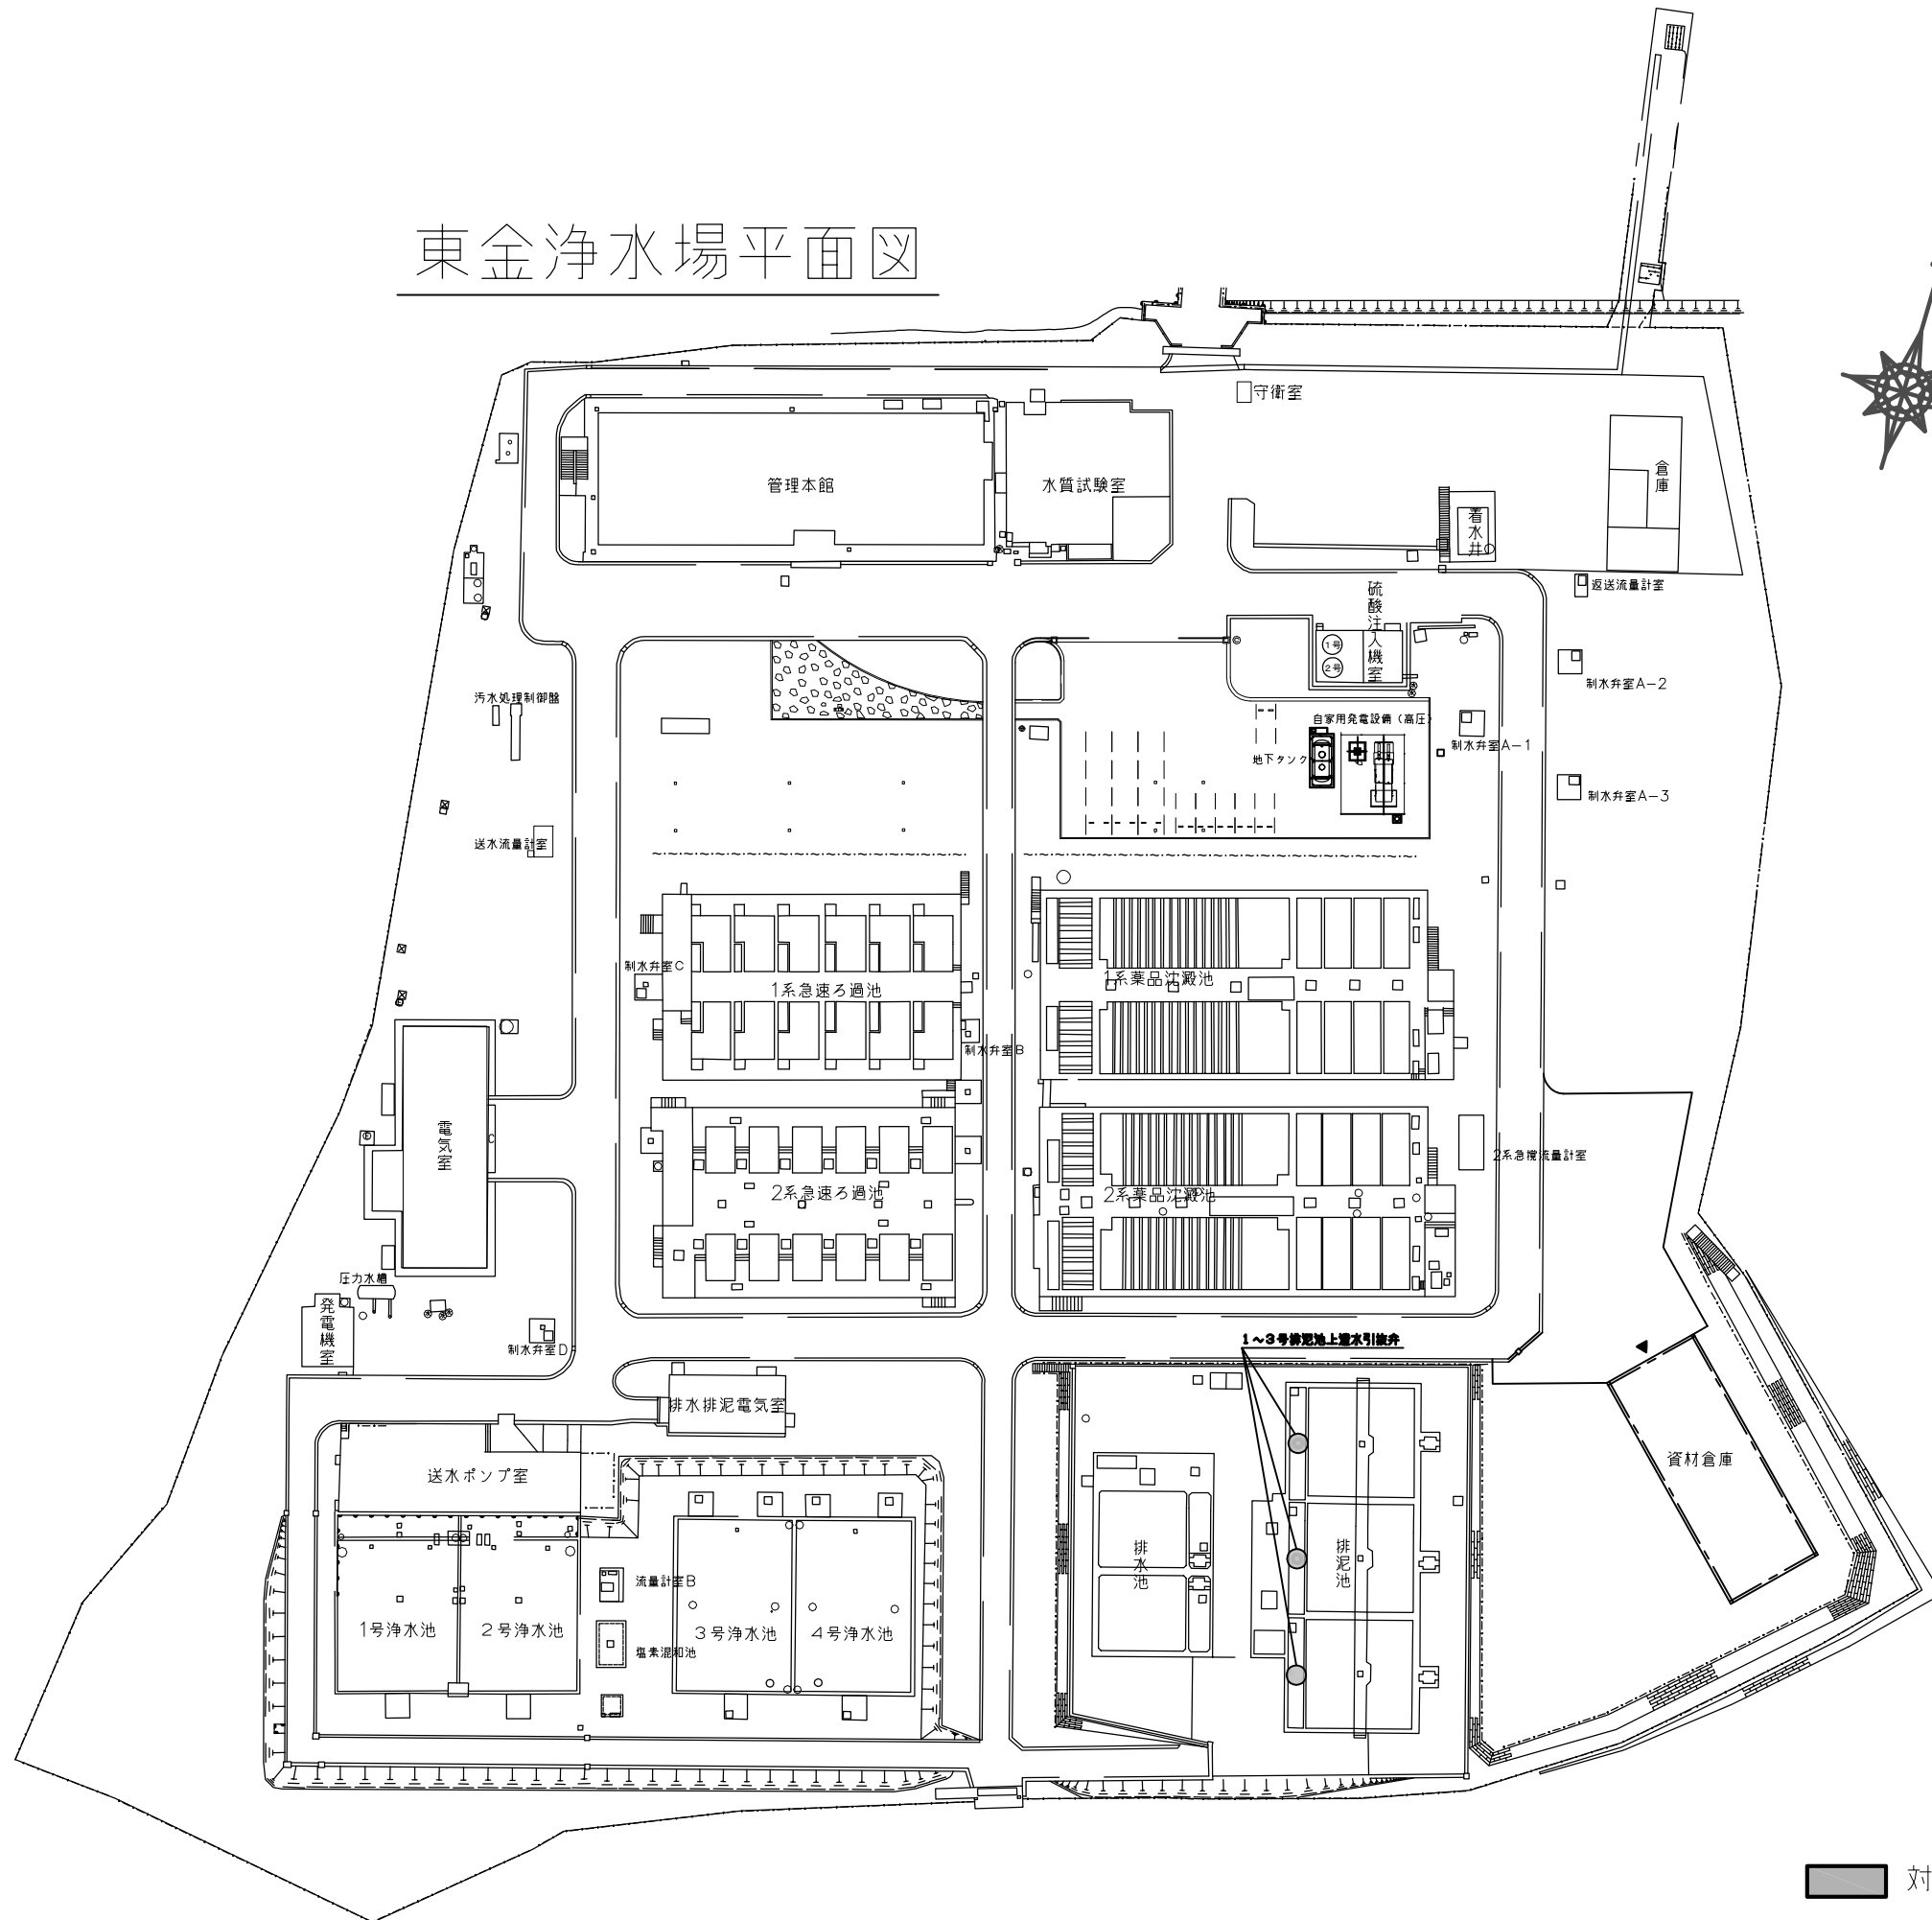 東金浄水場平面図
守衛室
管理本館
水質試験室
倉庫
着水井
返送流量計室
硫酸注入機室
1号
2号
制水弁室A-2
汚水処理制御盤
自家用発電設備（高圧）
制水弁室A-1
地下タンク
制水弁室A-3
送水流量計室
制水弁室C
1系急速ろ過池
1系薬品沈澱池
制水弁室B
電気室
2系急速ろ過池
2系薬品沈澱池
2系急攪流量計室
圧力水槽
発電機室
制水弁室D
1～3号排泥池上澄水引抜弁
排水排泥電気室
送水ポンプ室
資材倉庫
排水池
排泥池
流量計室B
1号浄水池
2号浄水池
3号浄水池
4号浄水池
塩素混和池
対